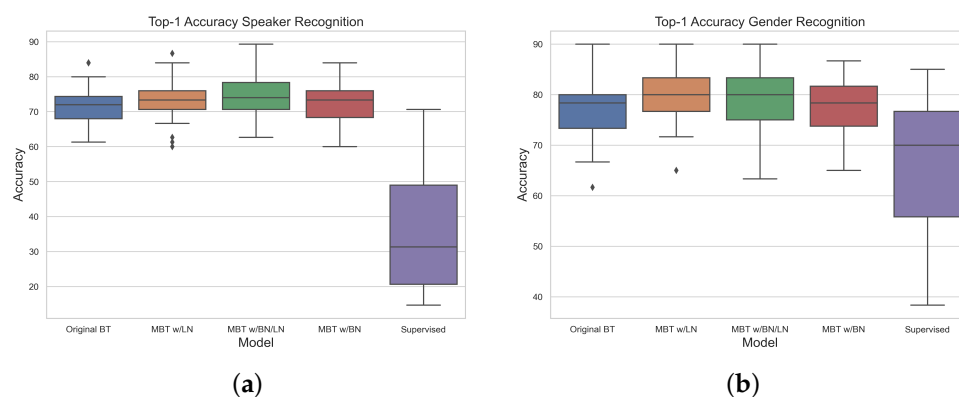 Top-1 Accuracy Speaker Recognition
90
80
70
60
50
40
30
20
Accuracy
Original BT MBT w/LN MBT w/BN/LN MBT w/BN Supervised
Model
(a)
Top-1 Accuracy Gender Recognition
90
80
70
60
50
40
Accuracy
Original BT MBT w/LN MBT w/BN/LN MBT w/BN Supervised
Model
(b)